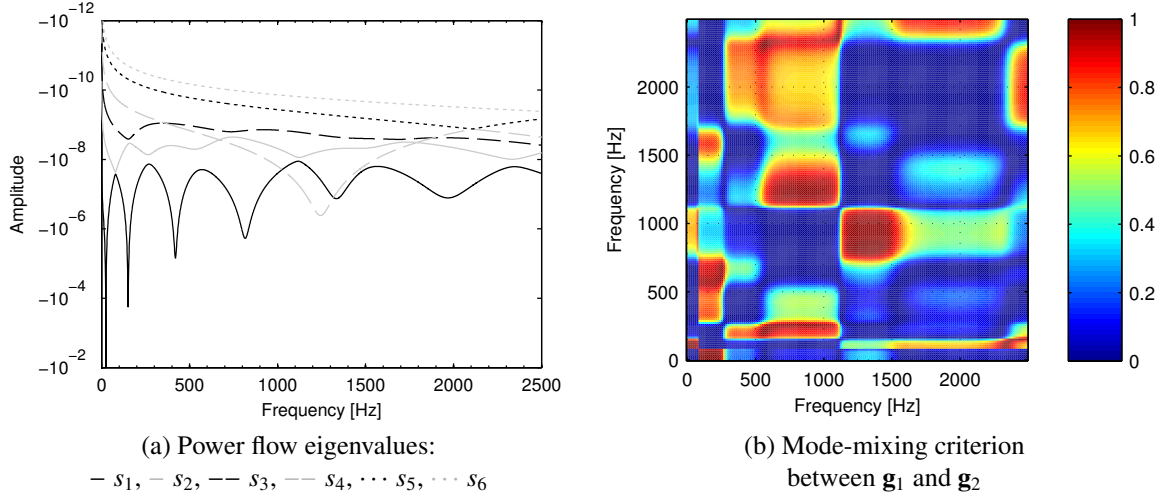 −10⁻¹²
−10⁻¹⁰
−10⁻⁸
−10⁻⁶
−10⁻⁴
−10⁻²
Amplitude
0 500 1000 1500 2000 2500
Frequency [Hz]
(a) Power flow eigenvalues:
s₁, s₂, s₃, s₄, s₅, s₆
2000
1500
1000
500
0
Frequency [Hz]
0 500 1000 1500 2000
Frequency [Hz]
1
0.8
0.6
0.4
0.2
0
(b) Mode-mixing criterion
between g₁ and g₂